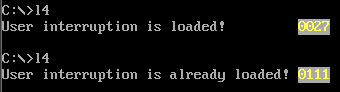 C:\>l4
User interruption is loaded! 0027
C:\>l4
User interruption is already loaded! 0111